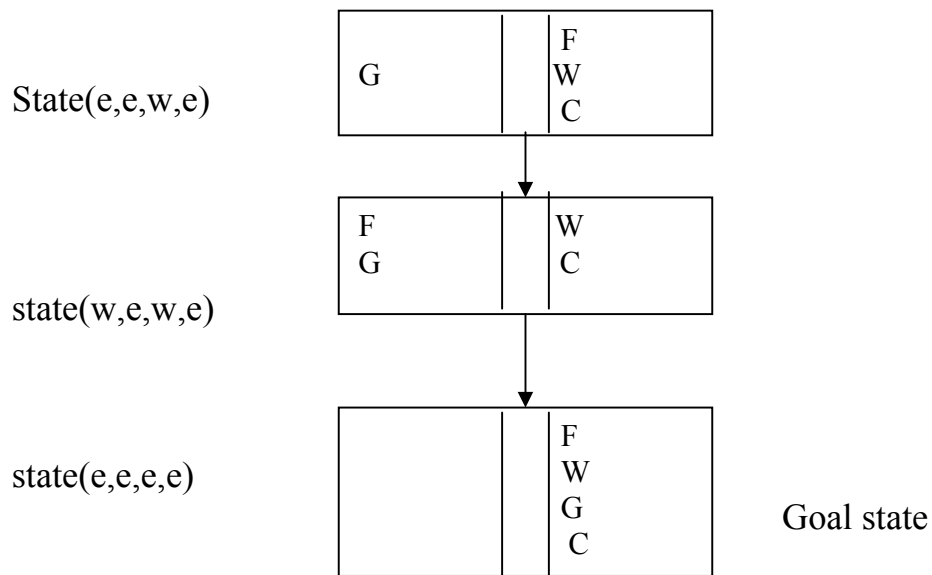 F
G W
State(e,e,w,e) C
F W
G C
state(w,e,w,e)
F
state(e,e,e,e) W
G Goal state
C